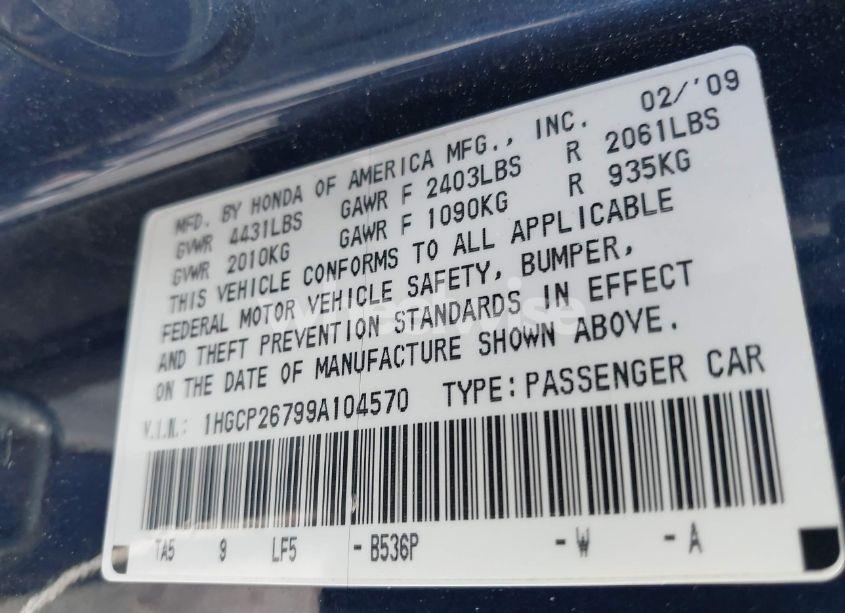 02/'09
MFD. BY HONDA OF AMERICA MFG., INC.
GVWR 4431LBS GAWR F 2403LBS R 2061LBS
GVWR 2010KG GAWR F 1090KG R 935KG
THIS VEHICLE CONFORMS TO ALL APPLICABLE
FEDERAL MOTOR VEHICLE SAFETY, BUMPER,
AND THEFT PREVENTION STANDARDS IN EFFECT
ON THE DATE OF MANUFACTURE SHOWN ABOVE.
V.I.N.: 1HGCP26799A104570 TYPE: PASSENGER CAR
TA5 9 LF5 -B536P -W -A